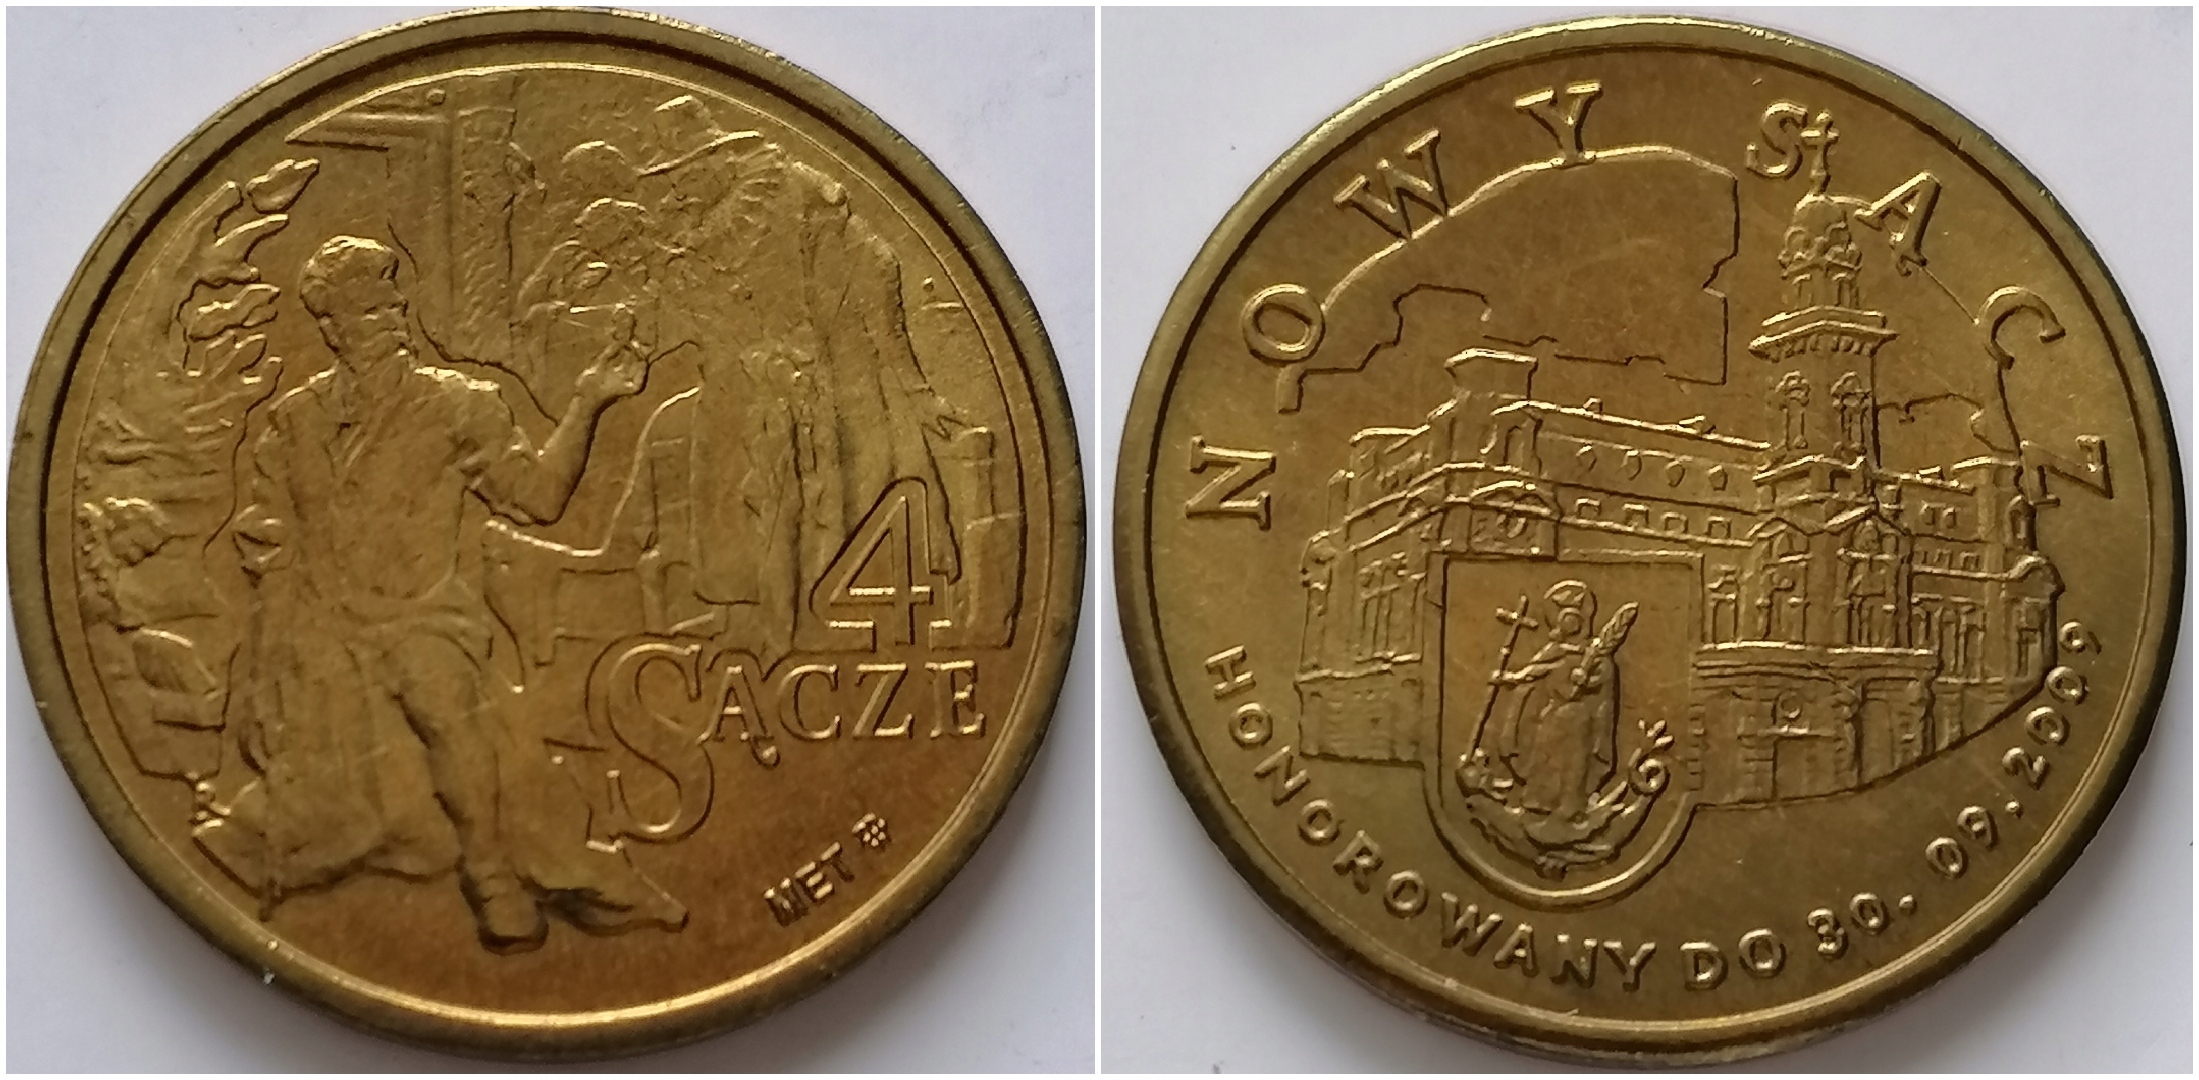 4
SĄCZE
MET
NOWY SĄCZ
HONOROWANY DO 30. 09. 2009